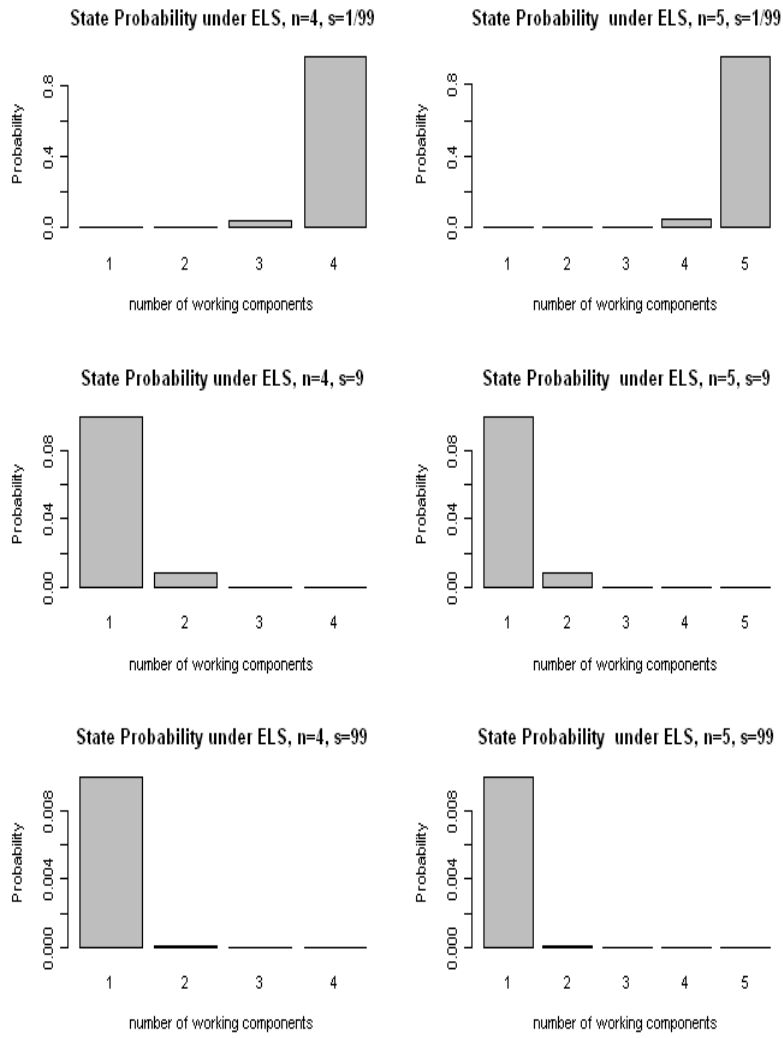 State Probability under ELS, n=4, s=1/99
Probability
0.8
0.4
0.0
1 2 3 4
number of working components
State Probability  under ELS, n=5, s=1/99
Probability
0.8
0.4
0.0
1 2 3 4 5
number of working components
State Probability under ELS, n=4, s=9
Probability
0.08
0.04
0.00
1 2 3 4
number of working components
State Probability  under ELS, n=5, s=9
Probability
0.08
0.04
0.00
1 2 3 4 5
number of working components
State Probability under ELS, n=4, s=99
Probability
0.008
0.004
0.000
1 2 3 4
number of working components
State Probability  under ELS, n=5, s=99
Probability
0.008
0.004
0.000
1 2 3 4 5
number of working components